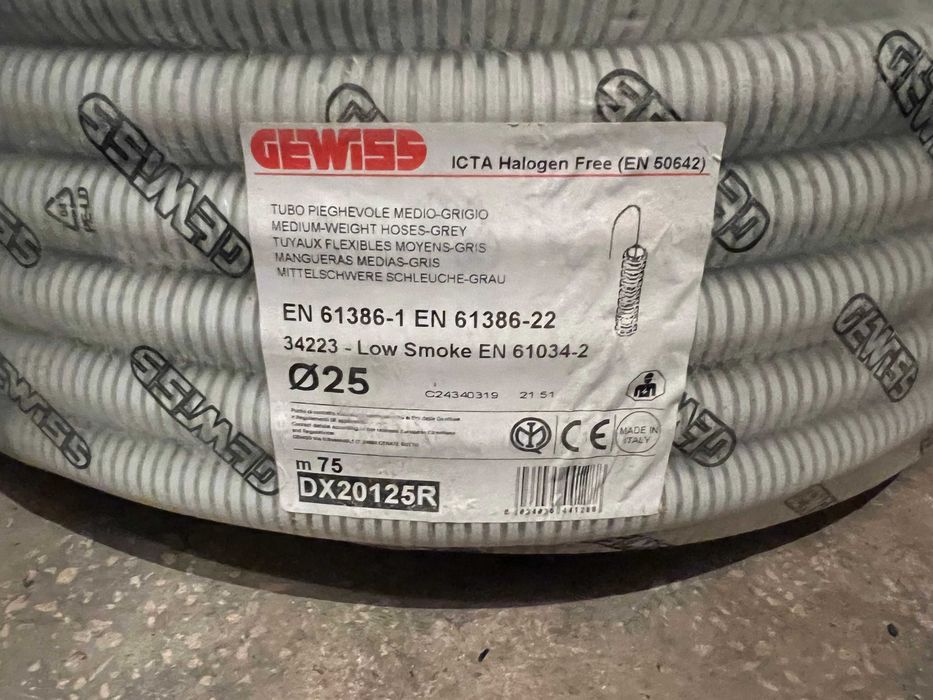 GEWISS
ICTA Halogen Free (EN 50642)
TUBO PIEGHEVOLE MEDIO-GRIGIO
MEDIUM-WEIGHT HOSES-GREY
TUYAUX FLEXIBLES MOYENS-GRIS
MANGUERAS MEDIAS-GRIS
MITTELSCHWERE SCHLEUCHE-GRAU
EN 61386-1 EN 61386-22
34223 - Low Smoke EN 61034-2
Ø25
C24340319 21 51
CE
MADE IN
ITALY
m 75
DX20125R
GEWISS
GEWISS
GEWISS
GEWISS